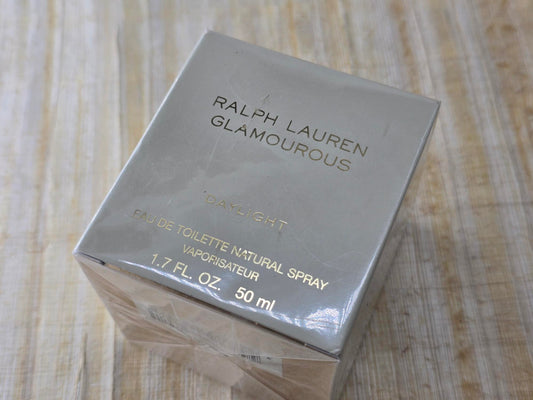 RALPH LAUREN
GLAMOUROUS
DAYLIGHT
EAU DE TOILETTE NATURAL SPRAY
VAPORISATEUR
1.7 FL. OZ. 50 ml